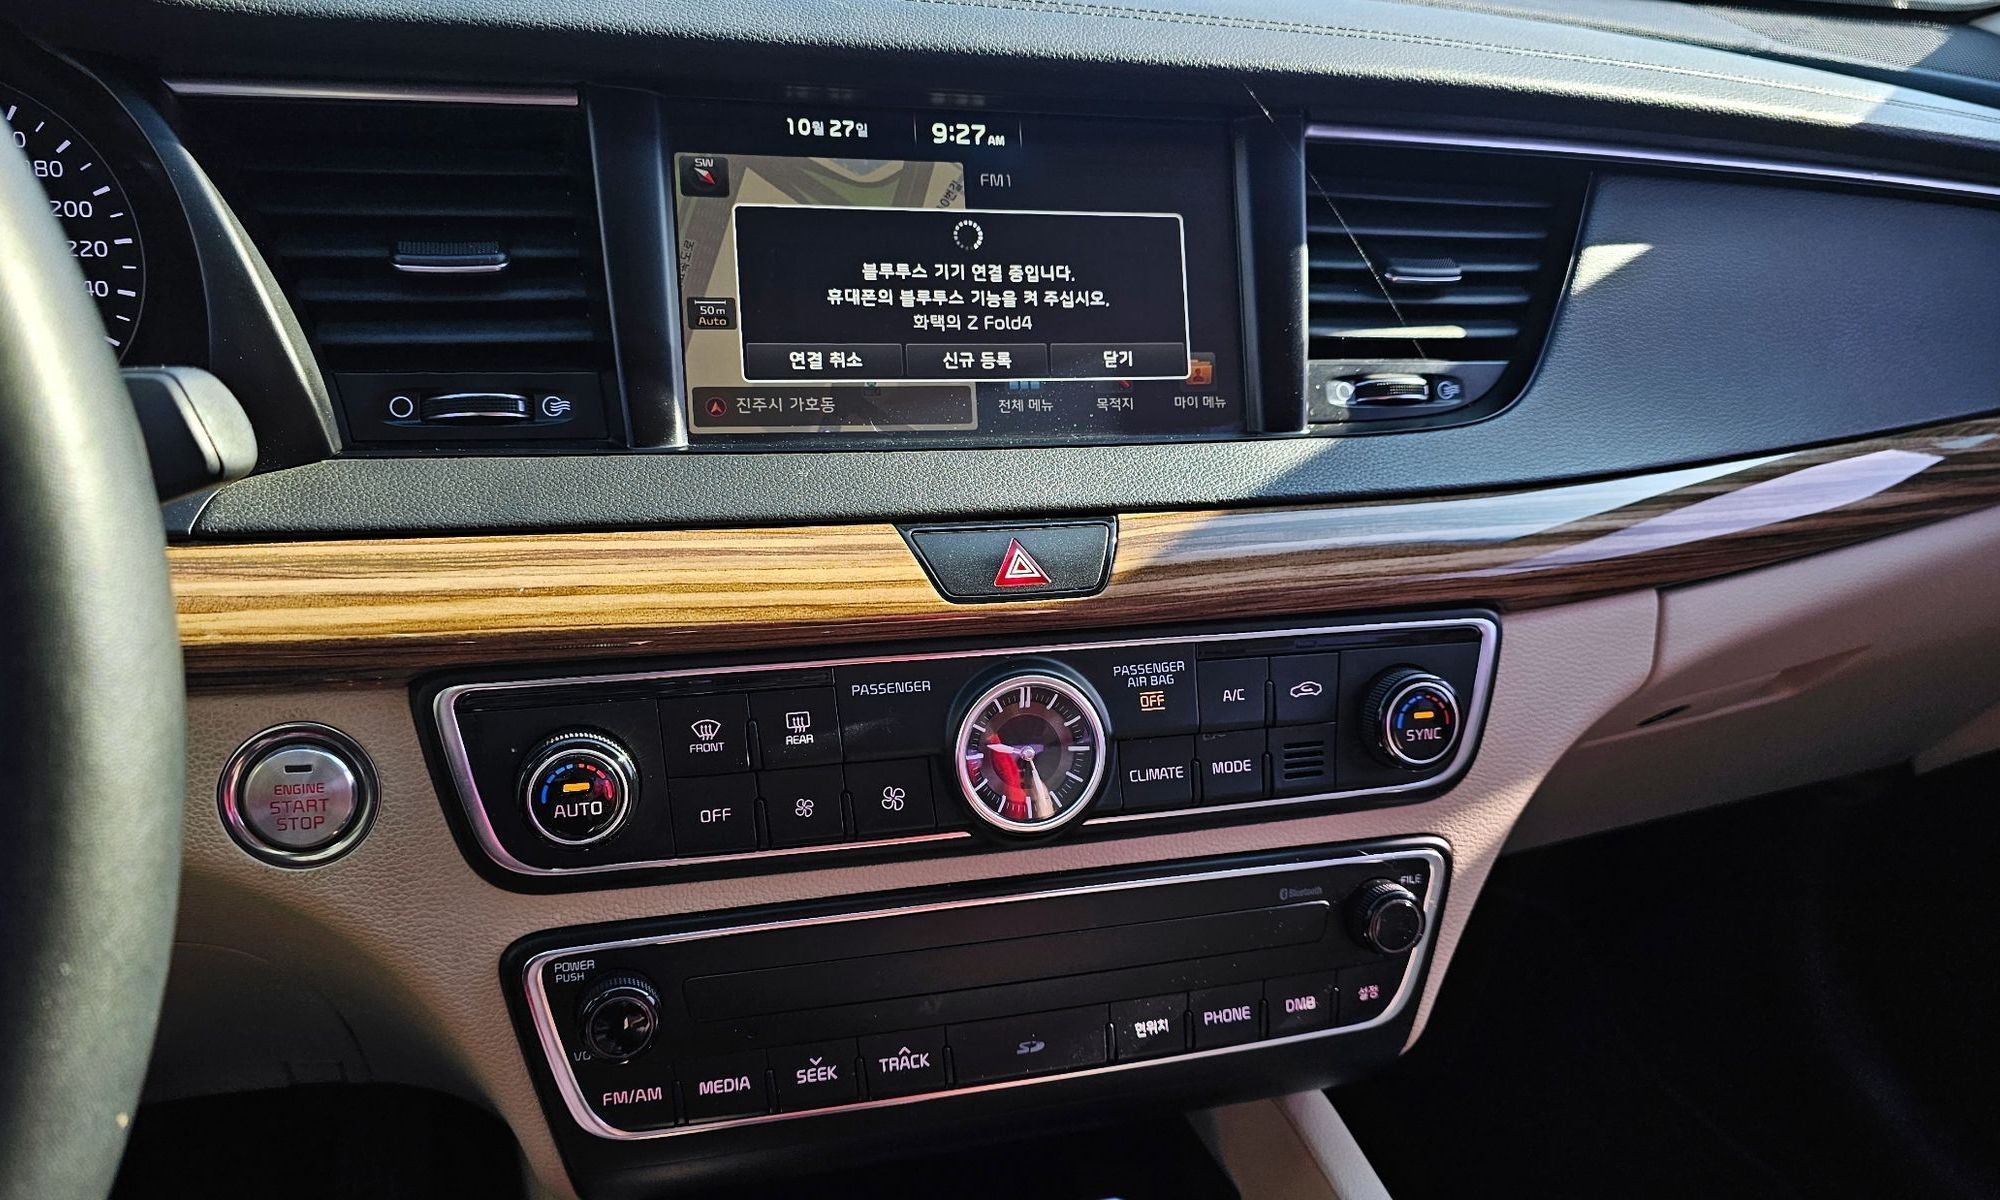 80
200
220
40
10월 27일
9:27 AM
SW
FM1
블루투스 기기 연결 중입니다.
휴대폰의 블루투스 기능을 켜 주십시오.
화택의 Z Fold4
50m
Auto
연결 취소 신규 등록 닫기
진주시 가호동
전체 메뉴 목적지 마이 메뉴
PASSENGER
PASSENGER
AIR BAG
OFF
A/C
FRONT
REAR
SYNC
CLIMATE
MODE
ENGINE
START
STOP
AUTO
OFF
Bluetooth
FILE
POWER
PUSH
FM/AM
MEDIA
SEEK
TRACK
현위치
PHONE
DMB
설정